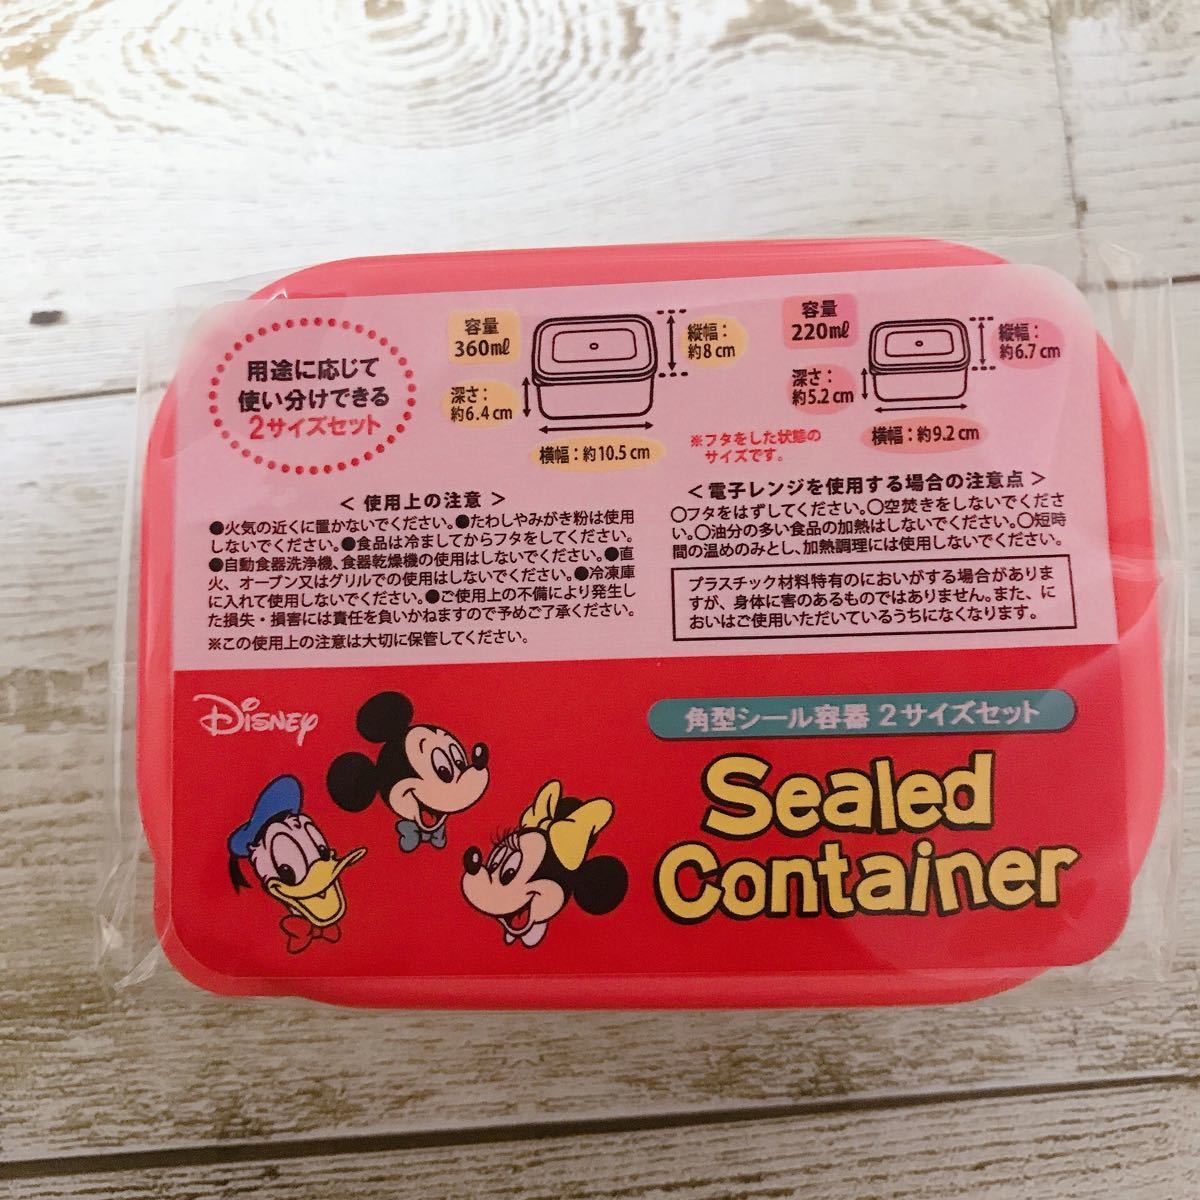 用途に応じて
使い分けできる
2サイズセット
容量
360㎖
縦幅：
約8cm
深さ：
約6.4cm
横幅：約10.5cm
容量
220㎖
縦幅：
約6.7cm
深さ：
約5.2cm
横幅：約9.2cm
※フタをした状態の
サイズです。
＜ 使用上の注意 ＞
●火気の近くに置かないでください。●たわしやみがき粉は使用
しないでください。●食品は冷ましてからフタをしてください。
●自動食器洗浄機、食器乾燥機の使用はしないでください。●直
火、オーブン又はグリルでの使用はしないでください。●冷凍庫
に入れて使用しないでください。●ご使用上の不備により発生し
た損失・損害には責任を負いかねますので予めご了承ください。
※この使用上の注意は大切に保管してください。
＜電子レンジを使用する場合の注意点＞
〇フタをはずしてください。〇空焚きをしないでくださ
い。〇油分の多い食品の加熱はしないでください。〇短時
間の温めのみとし、加熱調理には使用しないでください。
プラスチック材料特有のにおいがする場合がありま
すが、身体に害のあるものではありません。また、に
おいはご使用いただいているうちになくなります。
Disney
角型シール容器 2サイズセット
Sealed
Container